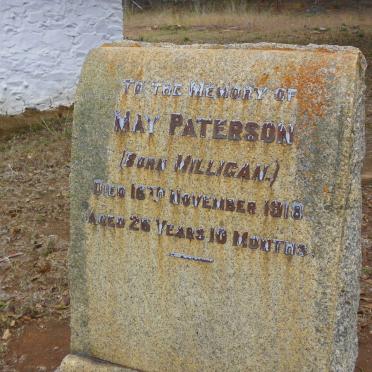 TO THE MEMORY OF
MAY PATERSON
(BORN MILLIGAN.)
DIED 16TH NOVEMBER 1918
AGED 26 YEARS, 10 MONTHS.